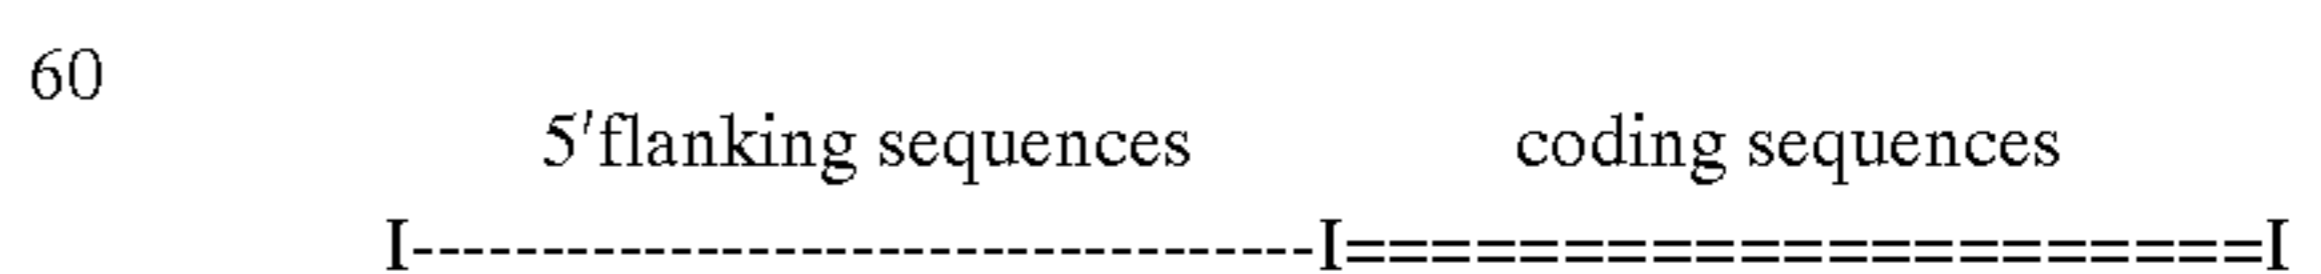 60
5′flanking sequences coding sequences
I-----------------------------------I=====================I